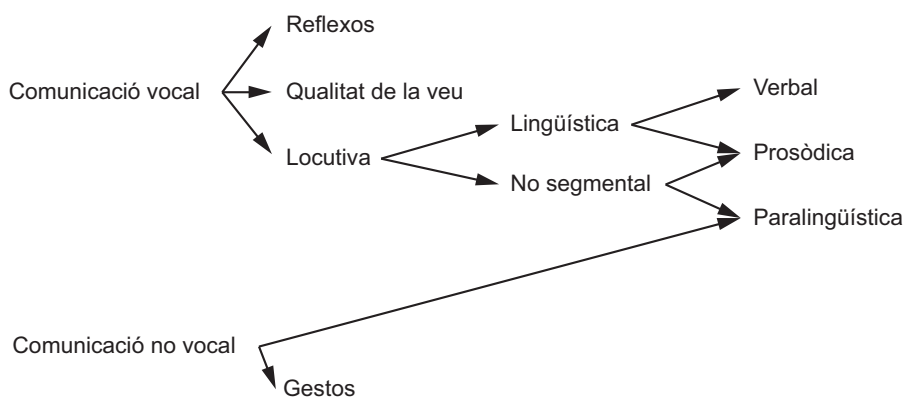 Reflexos
Comunicació vocal
Qualitat de la veu
Verbal
Lingüística
Locutiva
Prosòdica
No segmental
Paralingüística
Comunicació no vocal
Gestos